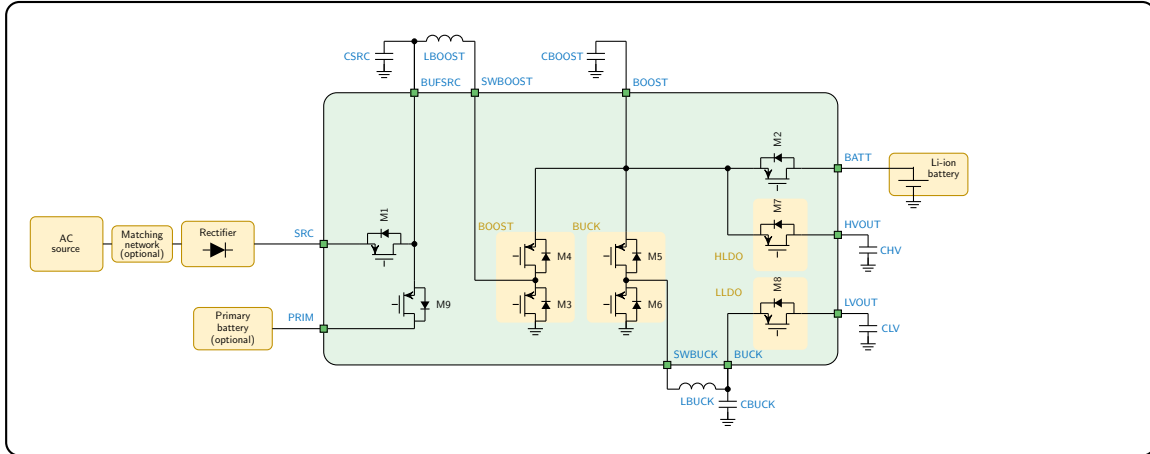 CSRC
LBOOST
CBOOST
BUFSRC
SWBOOST
BOOST
M2
BATT
Li-ion
battery
AC
source
Matching
network
(optional)
Rectifier
SRC
M1
BOOST
BUCK
M7
HVOUT
M4
M5
HLDO
CHV
M9
M3
M6
LLDO
M8
LVOUT
Primary
battery
(optional)
PRIM
CLV
SWBUCK
BUCK
LBUCK
CBUCK